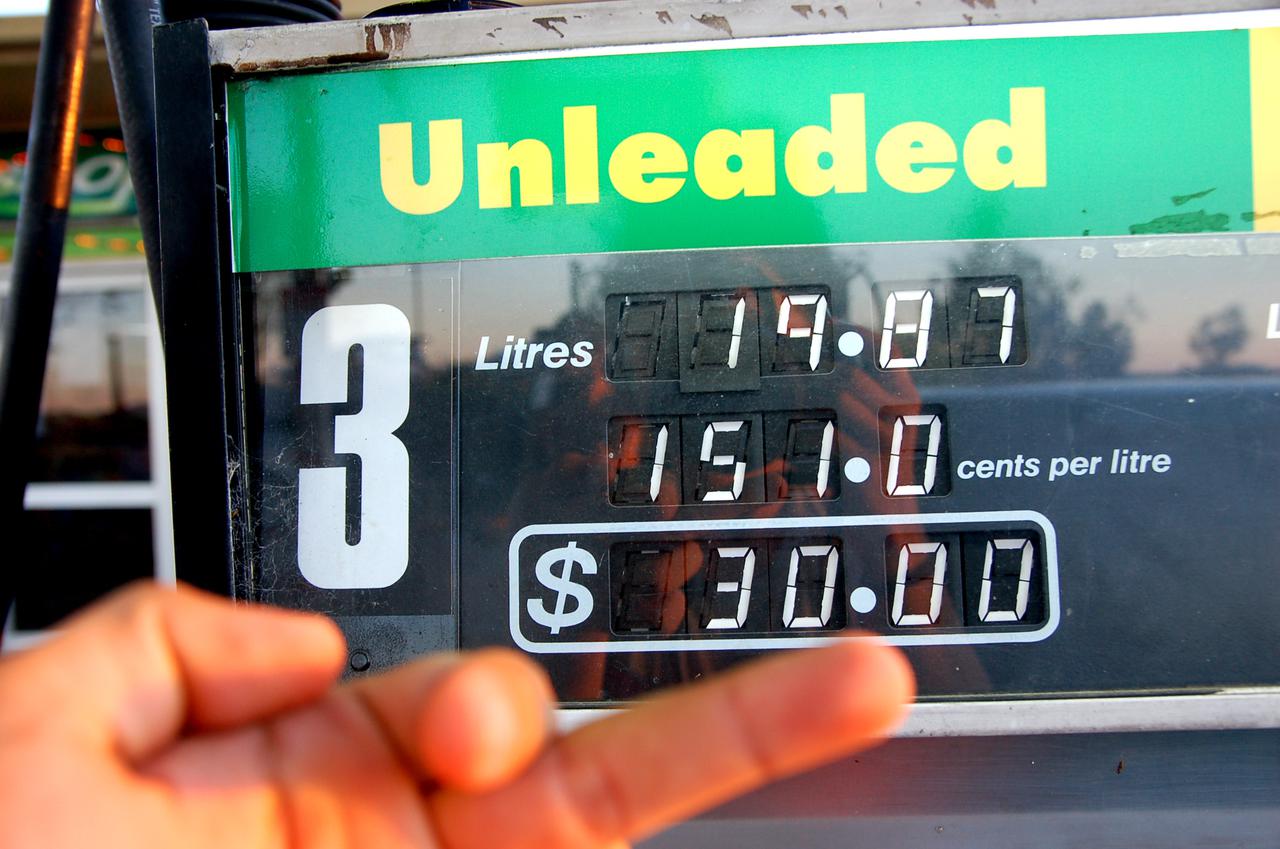 Unleaded
3
Litres 19.87
151.0 cents per litre
$ 30.00